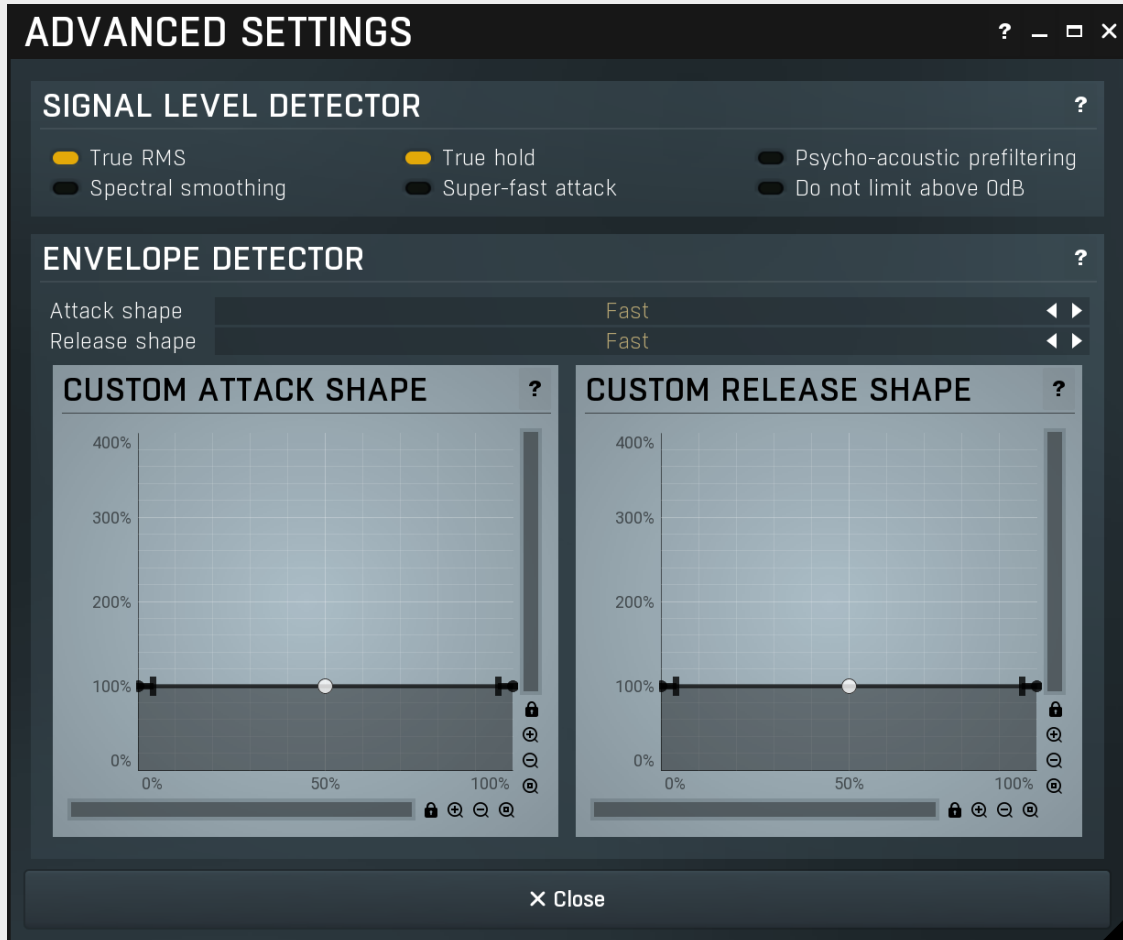 ADVANCED SETTINGS ?
SIGNAL LEVEL DETECTOR ?
True RMS True hold Psycho-acoustic prefiltering
Spectral smoothing Super-fast attack Do not limit above 0dB
ENVELOPE DETECTOR ?
Attack shape Fast
Release shape Fast
CUSTOM ATTACK SHAPE ?
400%
300%
200%
100%
0%
0% 50% 100%
CUSTOM RELEASE SHAPE ?
400%
300%
200%
100%
0%
0% 50% 100%
Close